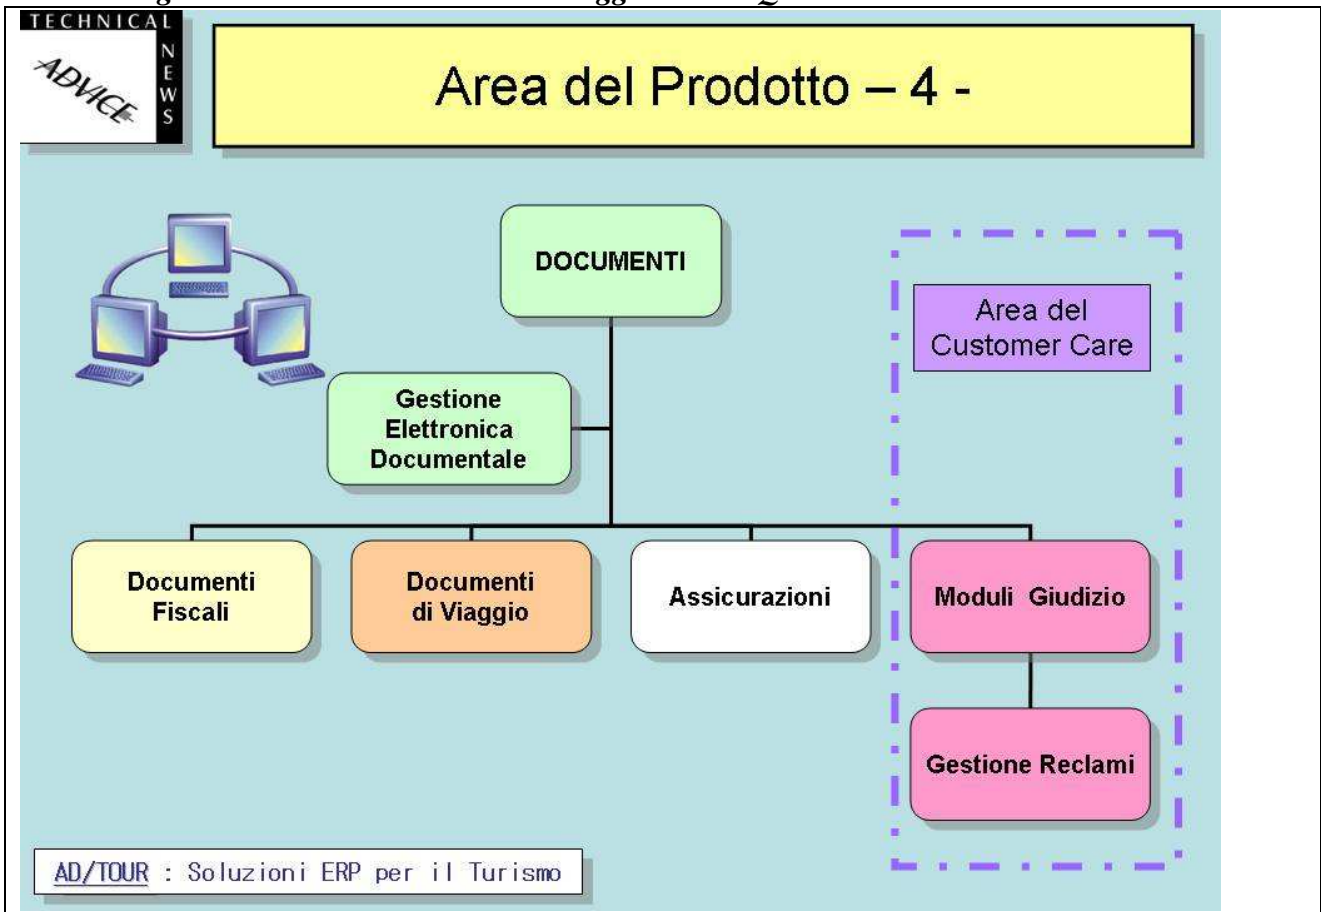 TECHNICAL
NEWS
ADVICE
Area del Prodotto – 4 -
DOCUMENTI
Area del
Customer Care
Gestione
Elettronica
Documentale
Documenti
Fiscali
Documenti
di Viaggio
Assicurazioni
Moduli Giudizio
Gestione Reclami
AD/TOUR : Soluzioni ERP per il Turismo